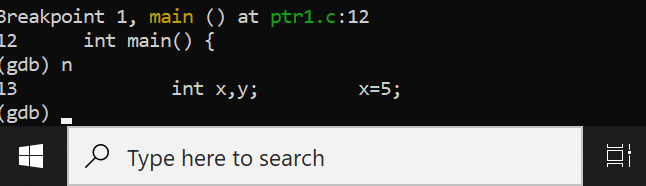 Breakpoint 1, main () at ptr1.c:12
12 int main() {
(gdb) n
13 int x,y; x=5;
(gdb)
Type here to search